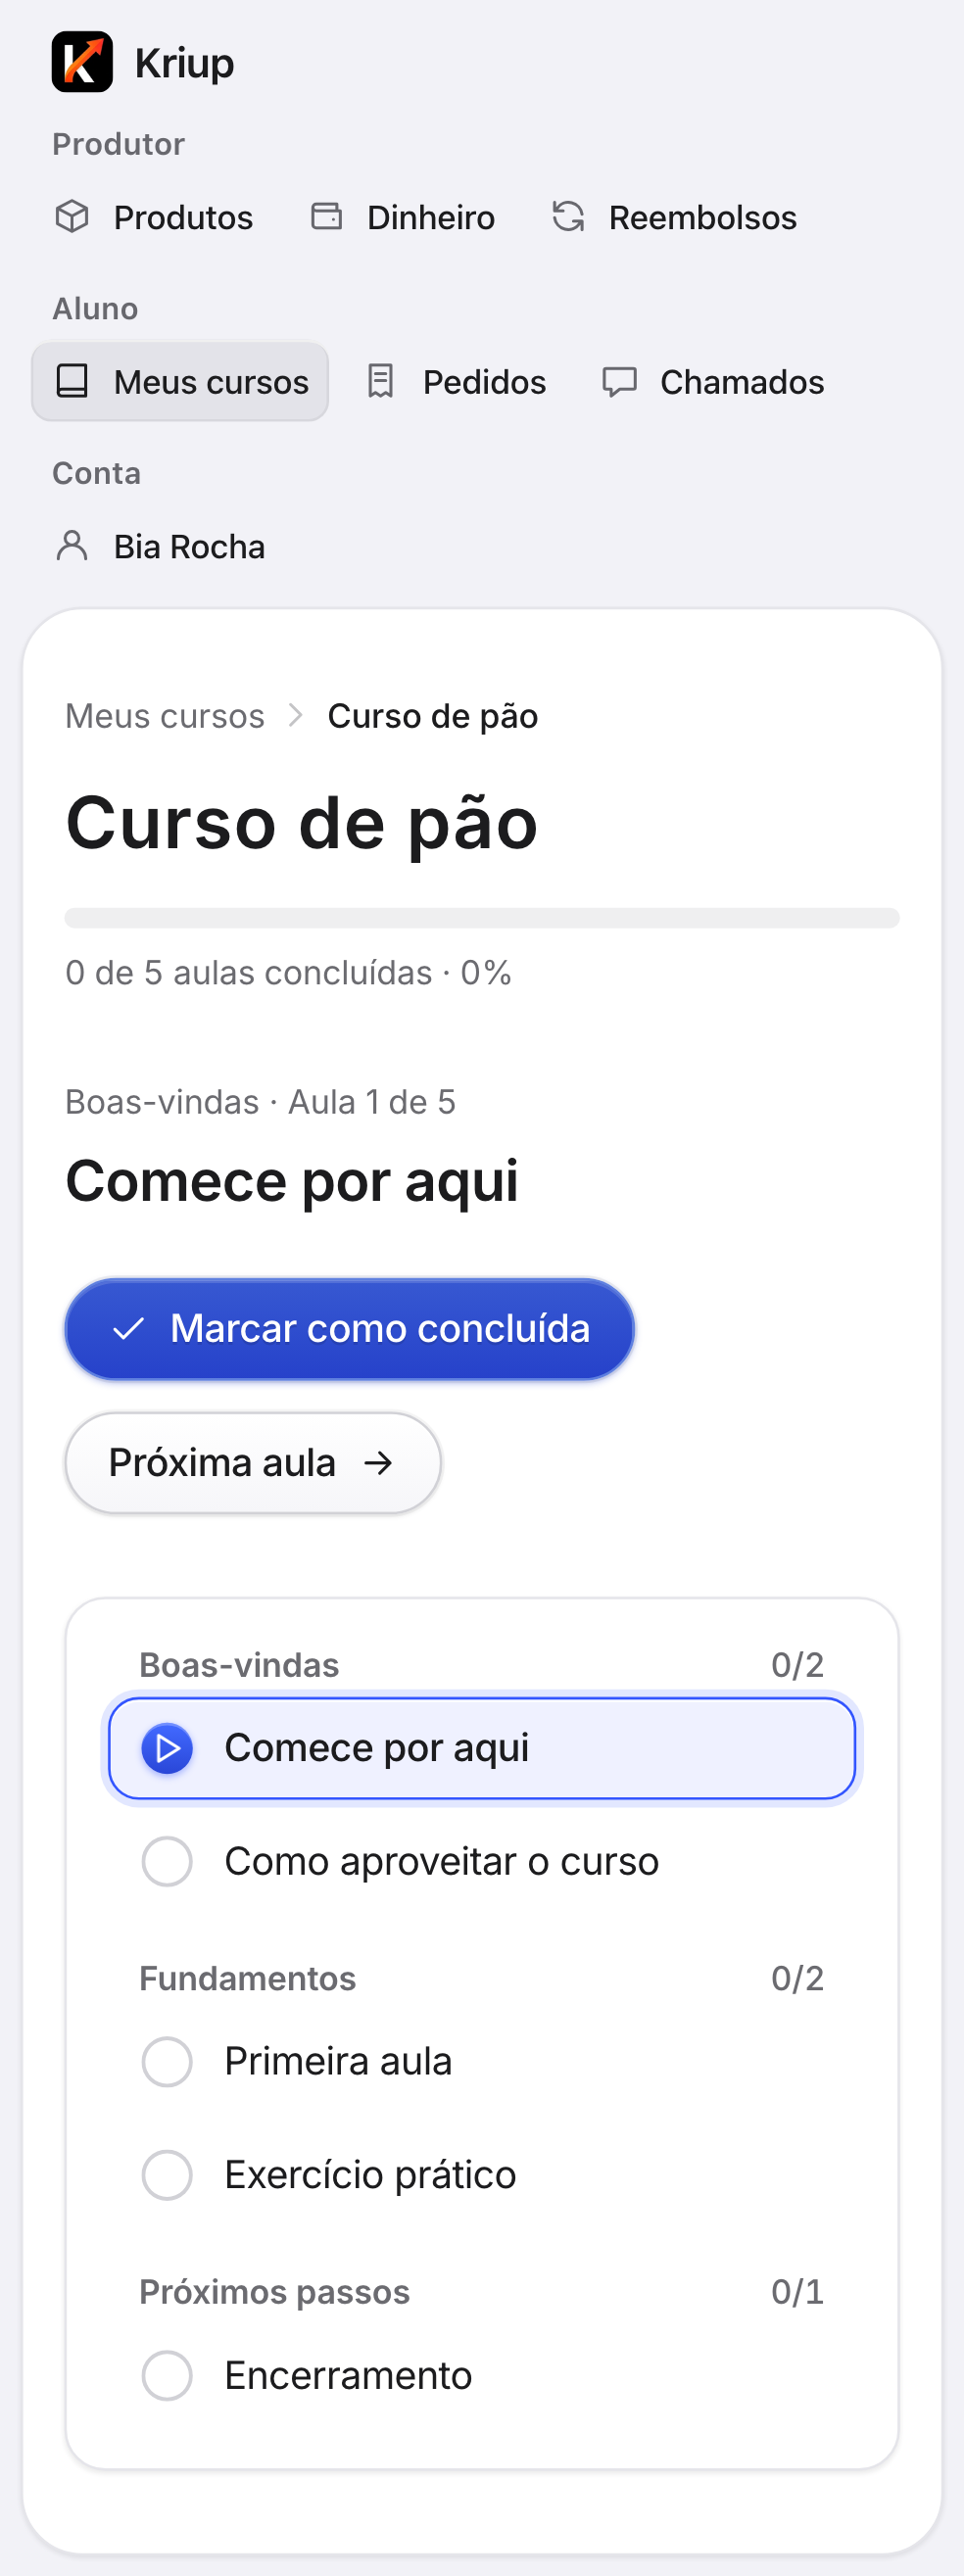 Kriup
Produtor
Produtos Dinheiro Reembolsos
Aluno
Meus cursos Pedidos Chamados
Conta
Bia Rocha
Meus cursos Curso de pão
Curso de pão
0 de 5 aulas concluídas · 0%
Boas-vindas · Aula 1 de 5
Comece por aqui
Marcar como concluída
Próxima aula →
Boas-vindas 0/2
Comece por aqui
Como aproveitar o curso
Fundamentos 0/2
Primeira aula
Exercício prático
Próximos passos 0/1
Encerramento